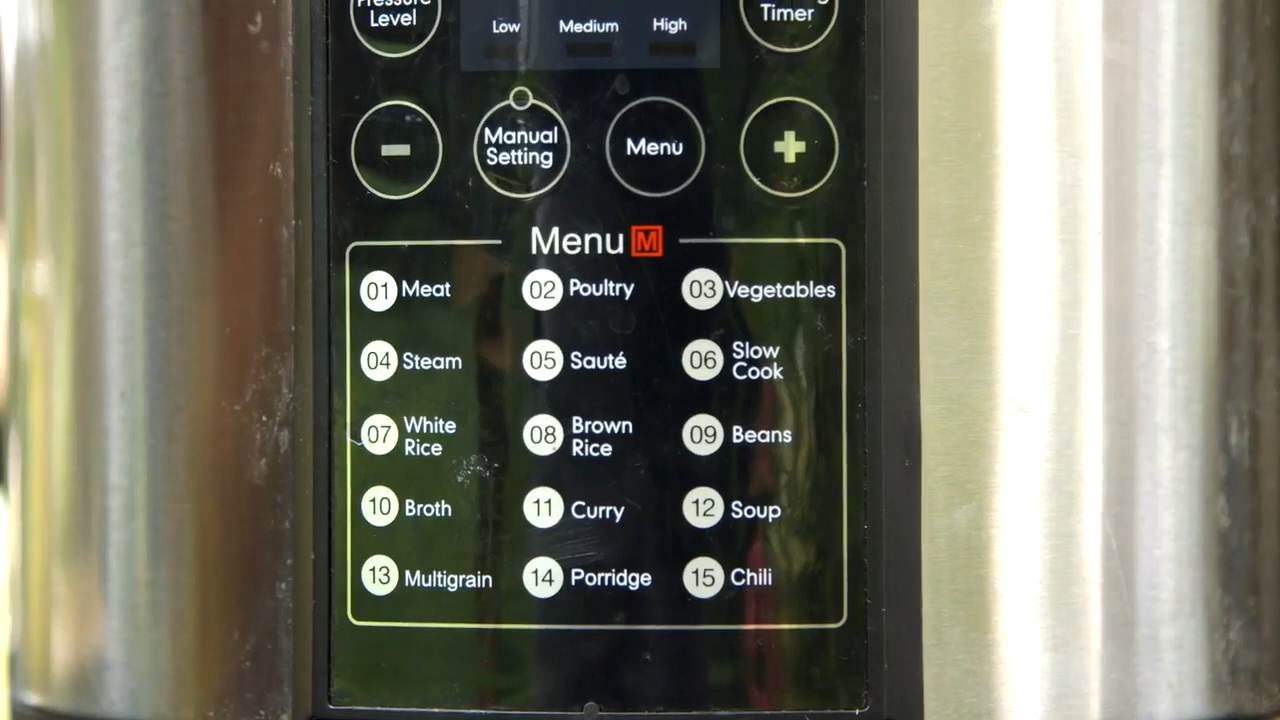 Pressure
Level
Low Medium High
Timer
-
Manual
Setting
Menu
+
Menu M
01 Meat
02 Poultry
03 Vegetables
04 Steam
05 Sauté
06 Slow
Cook
07 White
Rice
08 Brown
Rice
09 Beans
10 Broth
11 Curry
12 Soup
13 Multigrain
14 Porridge
15 Chili